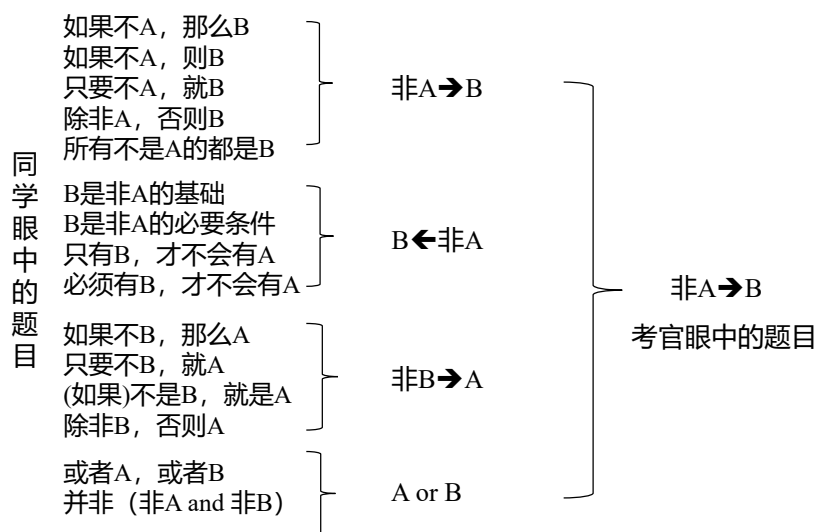 同学眼中的题目
如果不A，那么B
如果不A，则B
只要不A，就B
除非A，否则B
所有不是A的都是B
非A➔B
B是非A的基础
B是非A的必要条件
只有B，才不会有A
必须有B，才不会有A
B🡰非A
如果不B，那么A
只要不B，就A
(如果)不是B，就是A
除非B，否则A
非B➔A
或者A，或者B
并非（非A and 非B）
A or B
非A➔B
考官眼中的题目